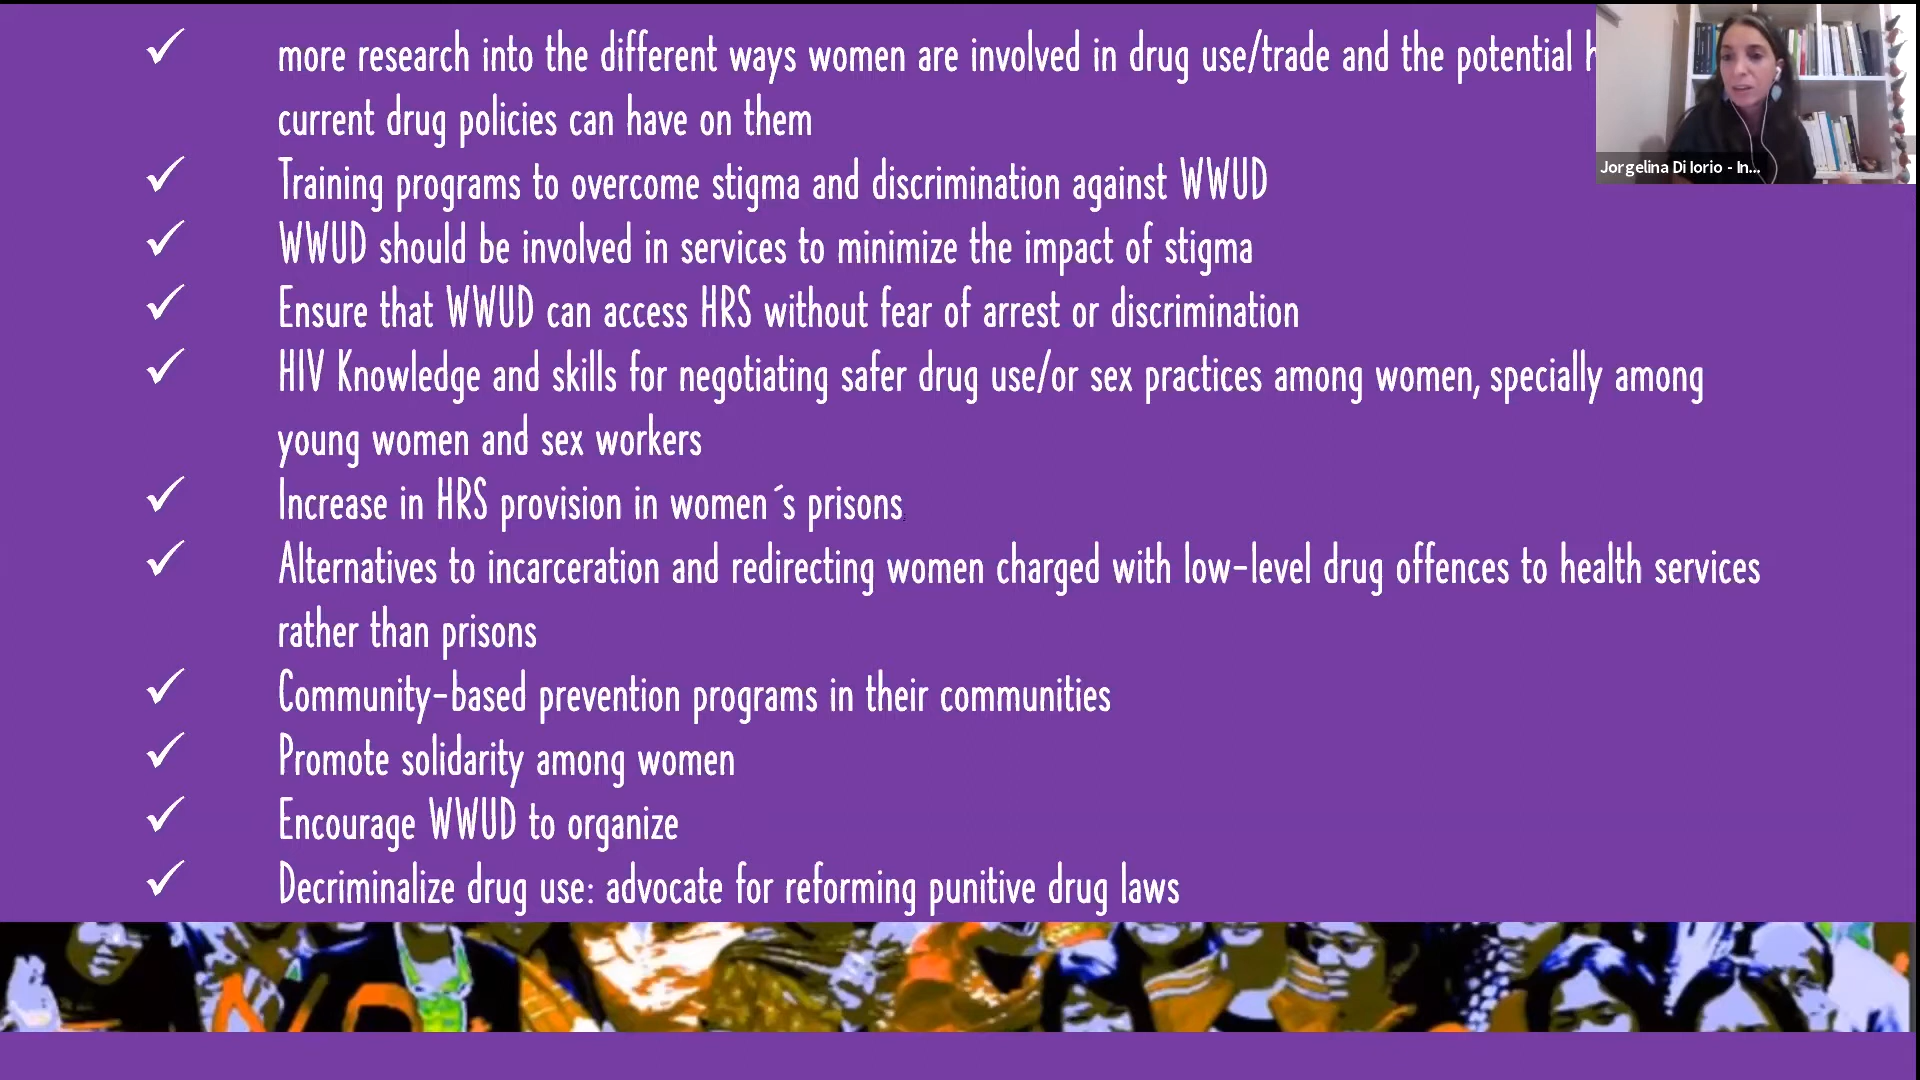 ✓ more research into the different ways women are involved in drug use/trade and the potential
current drug policies can have on them
✓ Training programs to overcome stigma and discrimination against WWUD
✓ WWUD should be involved in services to minimize the impact of stigma
✓ Ensure that WWUD can access HRS without fear of arrest or discrimination
✓ HIV Knowledge and skills for negotiating safer drug use/or sex practices among women, specially among
young women and sex workers
✓ Increase in HRS provision in women´s prisons
✓ Alternatives to incarceration and redirecting women charged with low-level drug offences to health services
rather than prisons
✓ Community-based prevention programs in their communities
✓ Promote solidarity among women
✓ Encourage WWUD to organize
✓ Decriminalize drug use: advocate for reforming punitive drug laws
Jorgelina Di Iorio - In...